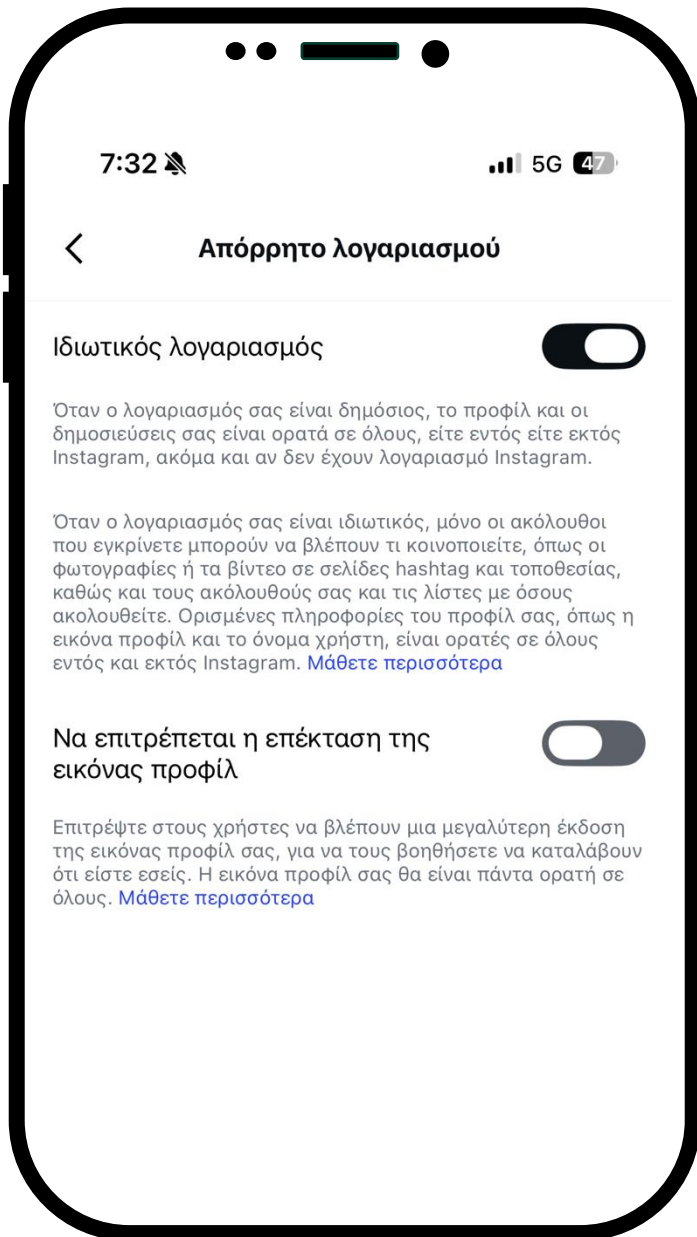 7:32
5G 47
Απόρρητο λογαριασμού
Ιδιωτικός λογαριασμός
Όταν ο λογαριασμός σας είναι δημόσιος, το προφίλ και οι
δημοσιεύσεις σας είναι ορατά σε όλους, είτε εντός είτε εκτός
Instagram, ακόμα και αν δεν έχουν λογαριασμό Instagram.
Όταν ο λογαριασμός σας είναι ιδιωτικός, μόνο οι ακόλουθοι
που εγκρίνετε μπορούν να βλέπουν τι κοινοποιείτε, όπως οι
φωτογραφίες ή τα βίντεο σε σελίδες hashtag και τοποθεσίας,
καθώς και τους ακόλουθούς σας και τις λίστες με όσους
ακολουθείτε. Ορισμένες πληροφορίες του προφίλ σας, όπως η
εικόνα προφίλ και το όνομα χρήστη, είναι ορατές σε όλους
εντός και εκτός Instagram. Μάθετε περισσότερα
Να επιτρέπεται η επέκταση της
εικόνας προφίλ
Επιτρέψτε στους χρήστες να βλέπουν μια μεγαλύτερη έκδοση
της εικόνας προφίλ σας, για να τους βοηθήσετε να καταλάβουν
ότι είστε εσείς. Η εικόνα προφίλ σας θα είναι πάντα ορατή σε
όλους. Μάθετε περισσότερα